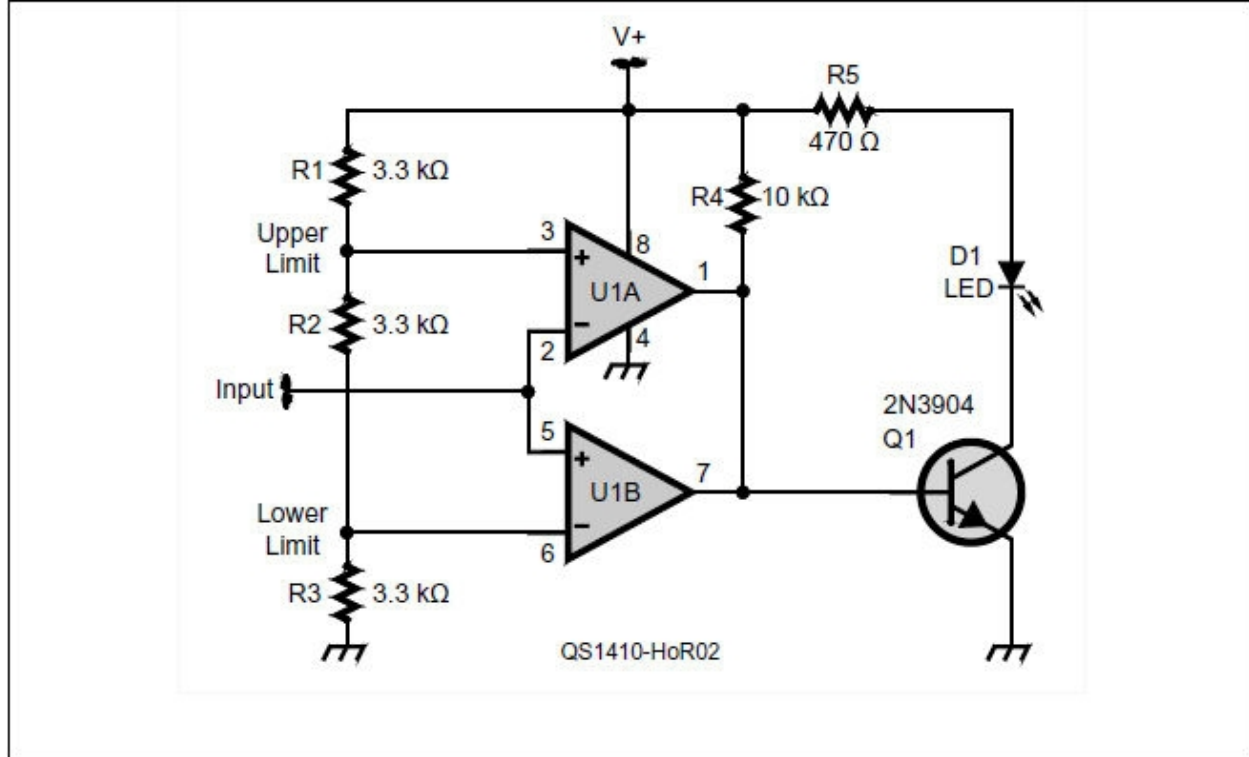 V+
R5
470 Ω
R1
3.3 kΩ
R4
10 kΩ
Upper
Limit
3
+
8
U1A
1
D1
LED
R2
3.3 kΩ
−
2
4
Input
2N3904
Q1
5
+
U1B
7
Lower
Limit
−
6
R3
3.3 kΩ
QS1410-HoR02